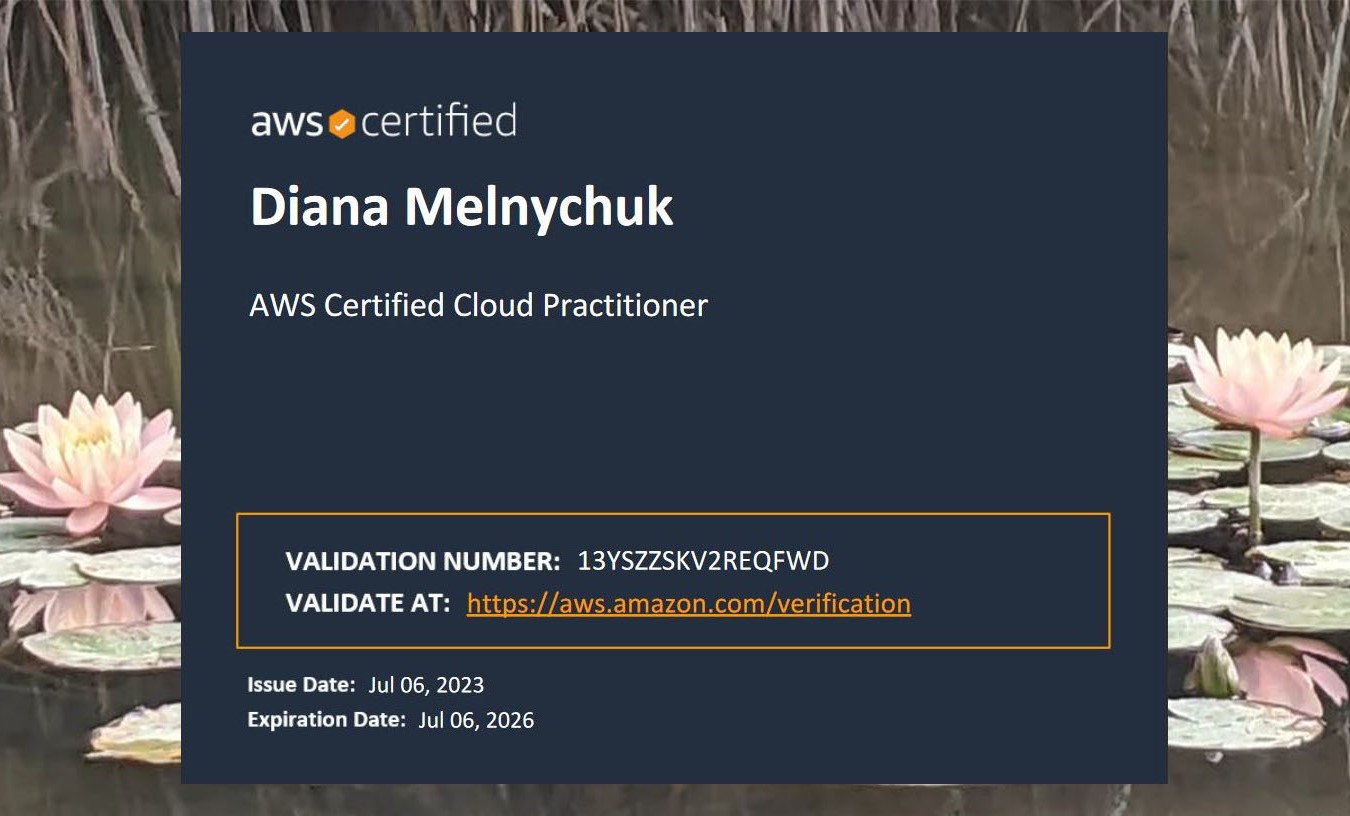 aws certified
Diana Melnychuk
AWS Certified Cloud Practitioner
VALIDATION NUMBER: 13YSZZSKV2REQFWD
VALIDATE AT: https://aws.amazon.com/verification
Issue Date: Jul 06, 2023
Expiration Date: Jul 06, 2026